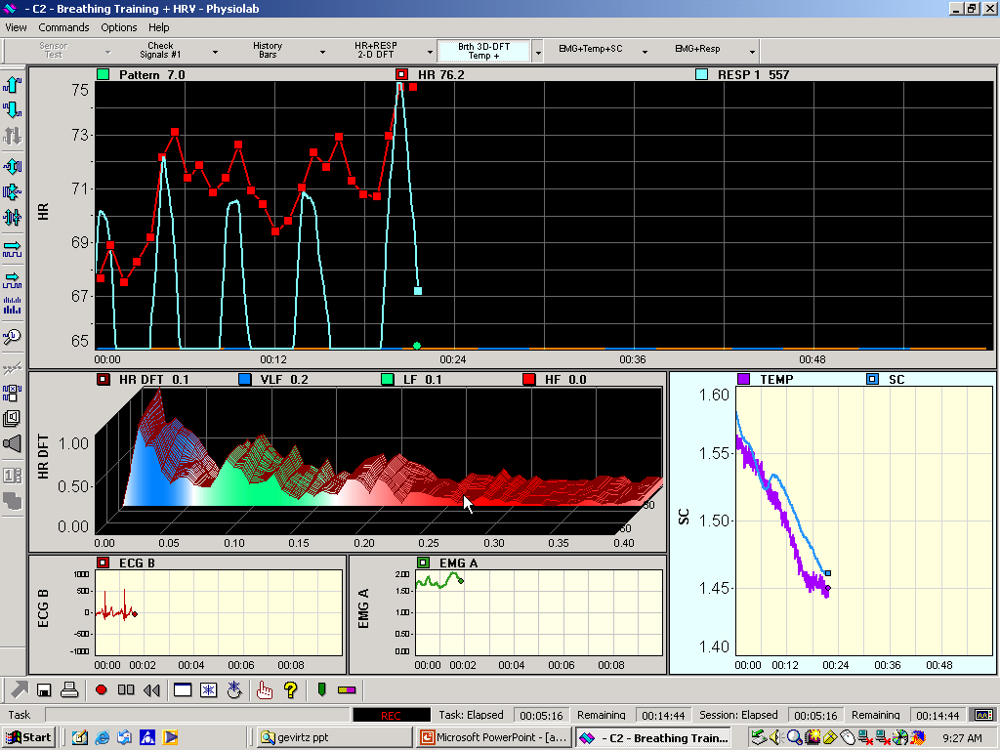 - C2 - Breathing Training + HRV - Physiolab
View Commands Options Help
Sensor Test
Check Signals #1
History Bars
HR+RESP 2-D DFT
Brth 3D-DFT Temp +
EMG+Temp+SC
EMG+Resp
Pattern 7.0 HR 76.2 RESP 1 557
75
73
71
HR
69
67
65
00:00 00:12 00:24 00:36 00:48
HR DFT 0.1 VLF 0.2 LF 0.1 HF 0.0
HR DFT
1.00
0.50
0.00
50
50
0.00 0.05 0.10 0.15 0.20 0.25 0.30 0.35 0.40
TEMP SC
1.60
1.55
SC
1.50
1.45
1.40
00:00 00:12 00:24 00:36 00:48
ECG B
ECG B
1000
500
0
-500
-1000
00:00 00:02 00:04 00:06 00:08
EMG A
EMG A
2.00
1.50
1.00
0.50
0.00
00:00 00:02 00:04 00:06 00:08
Task REC Task: Elapsed 00:05:16 Remaining 00:14:44 Session: Elapsed 00:05:16 Remaining 00:14:44
Start gevirtz ppt Microsoft PowerPoint - [a... - C2 - Breathing Train... 9:27 AM